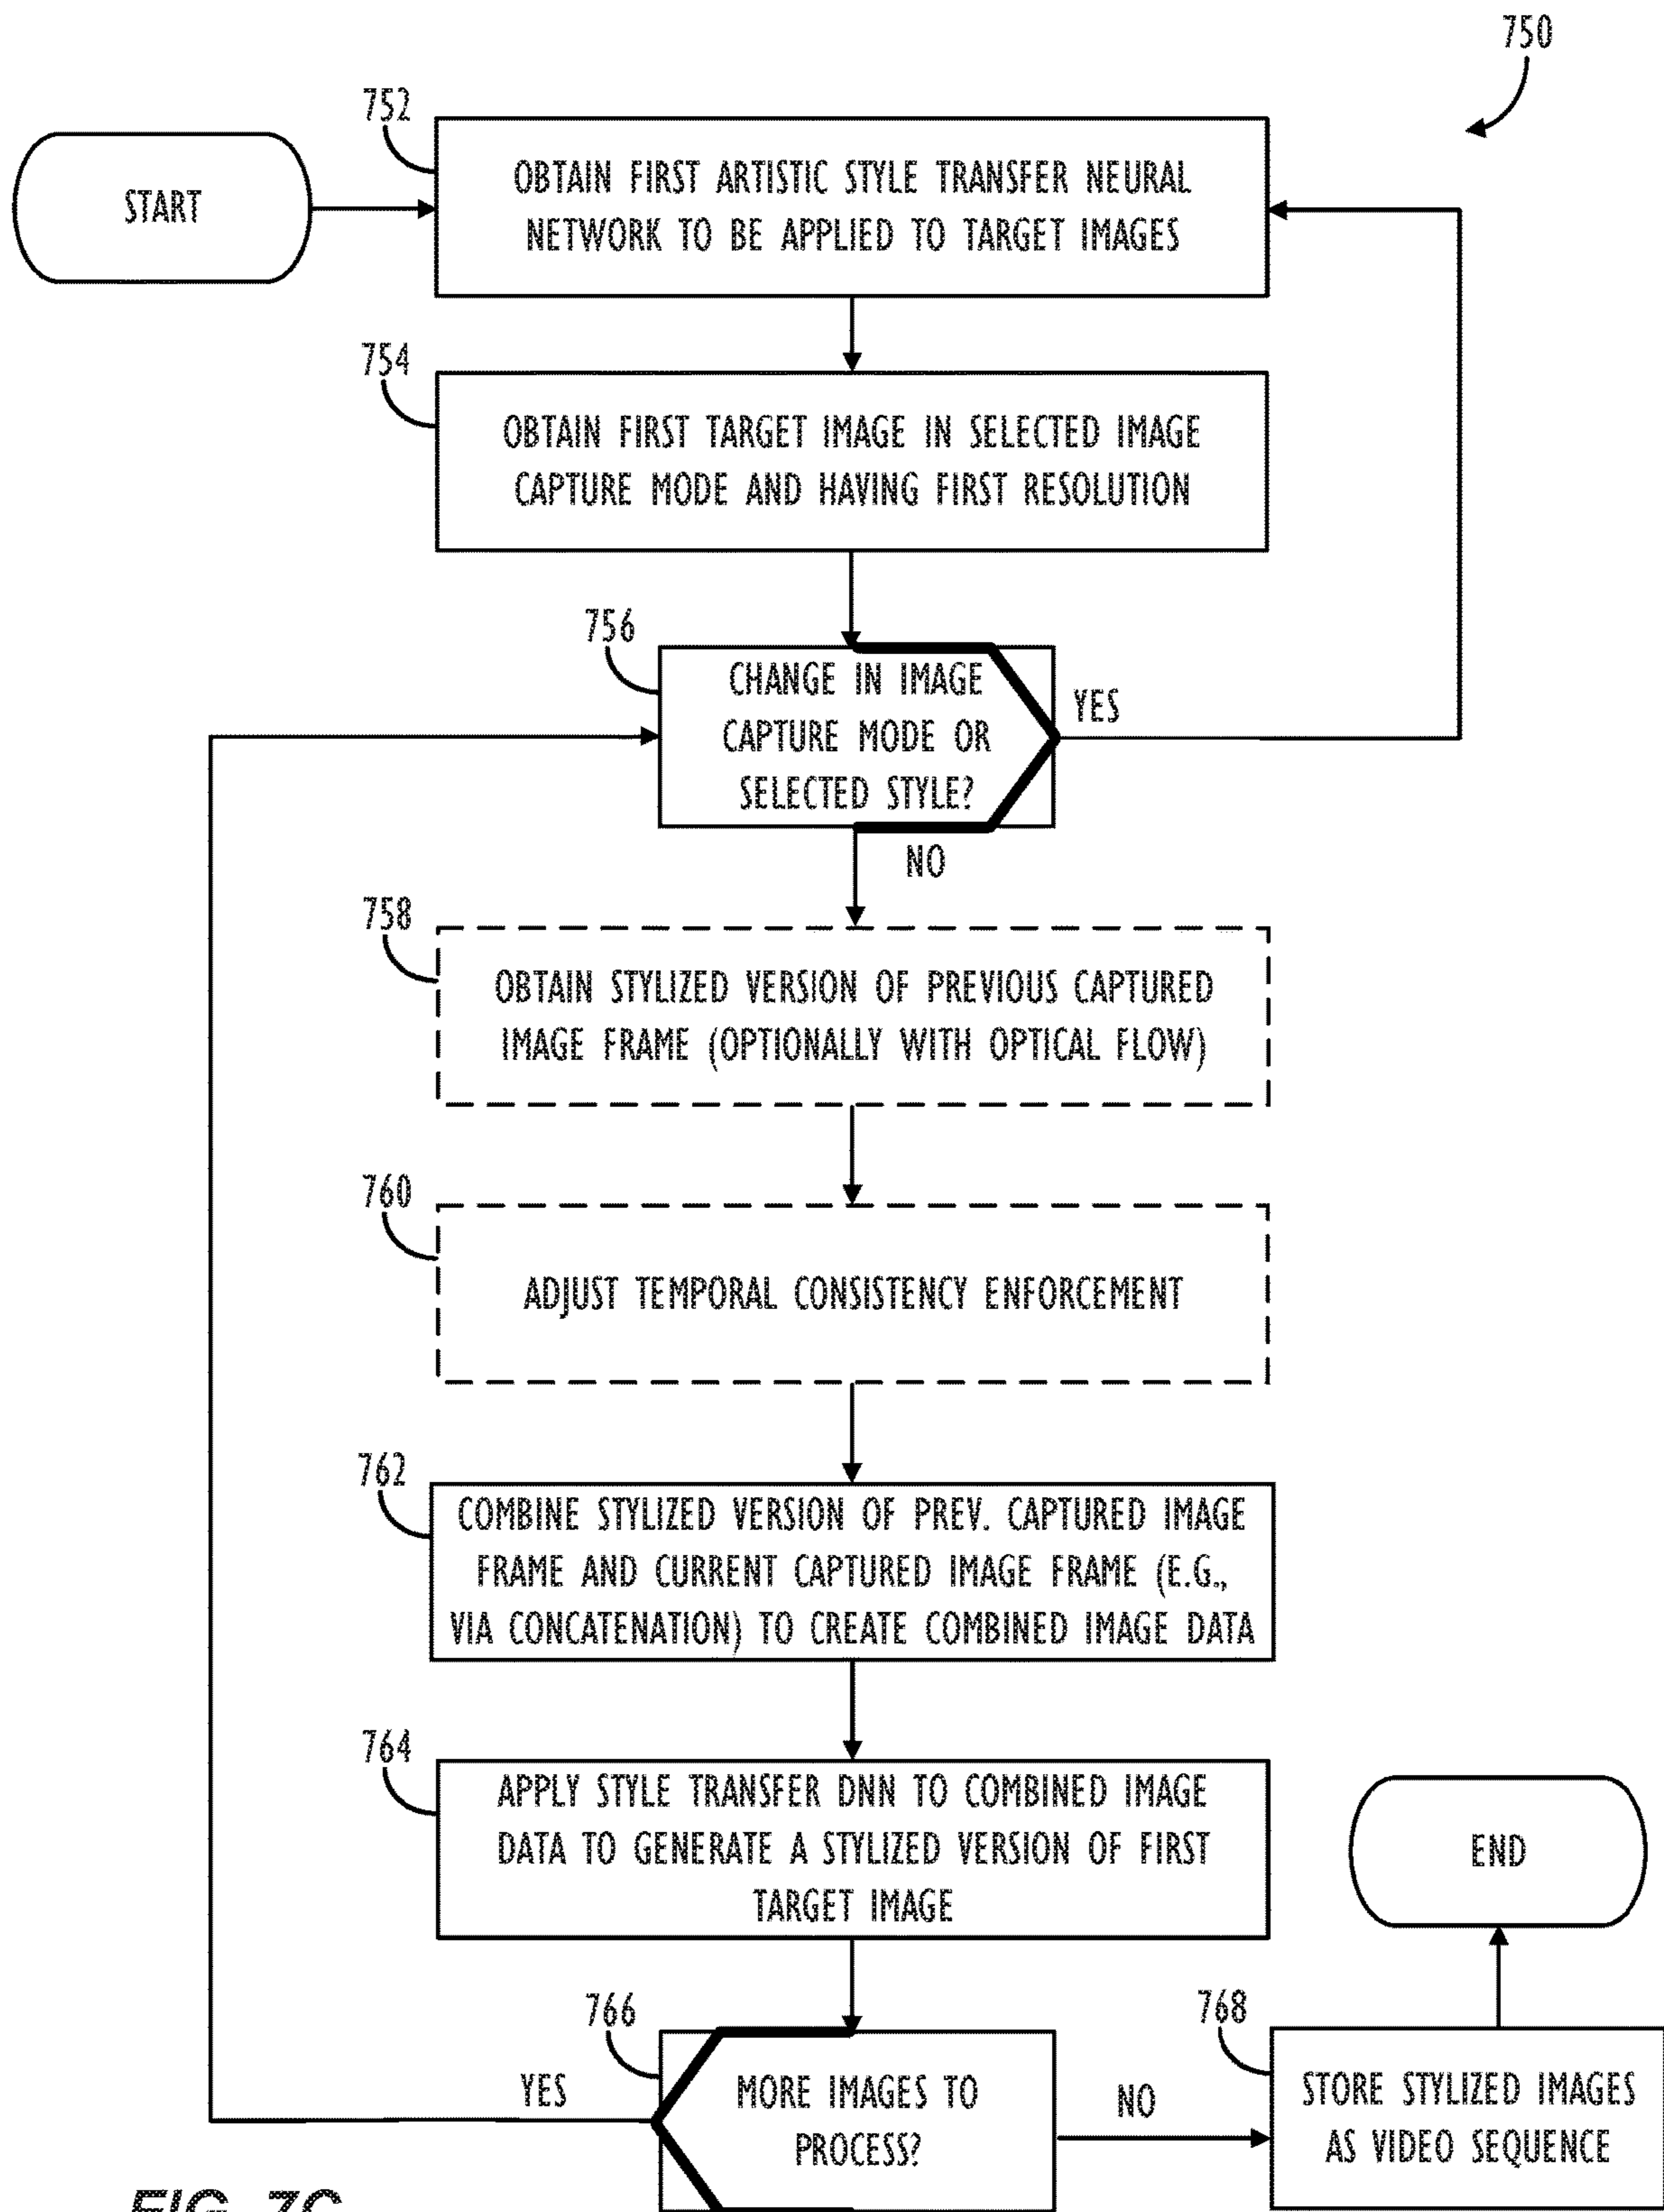 750
752
START
OBTAIN FIRST ARTISTIC STYLE TRANSFER NEURAL
NETWORK TO BE APPLIED TO TARGET IMAGES
754
OBTAIN FIRST TARGET IMAGE IN SELECTED IMAGE
CAPTURE MODE AND HAVING FIRST RESOLUTION
756
CHANGE IN IMAGE
CAPTURE MODE OR
SELECTED STYLE?
YES
NO
758
OBTAIN STYLIZED VERSION OF PREVIOUS CAPTURED
IMAGE FRAME (OPTIONALLY WITH OPTICAL FLOW)
760
ADJUST TEMPORAL CONSISTENCY ENFORCEMENT
762
COMBINE STYLIZED VERSION OF PREV. CAPTURED IMAGE
FRAME AND CURRENT CAPTURED IMAGE FRAME (E.G.,
VIA CONCATENATION) TO CREATE COMBINED IMAGE DATA
764
APPLY STYLE TRANSFER DNN TO COMBINED IMAGE
DATA TO GENERATE A STYLIZED VERSION OF FIRST
TARGET IMAGE
END
766
YES
MORE IMAGES TO
PROCESS?
NO
768
STORE STYLIZED IMAGES
AS VIDEO SEQUENCE
FIG. 7C